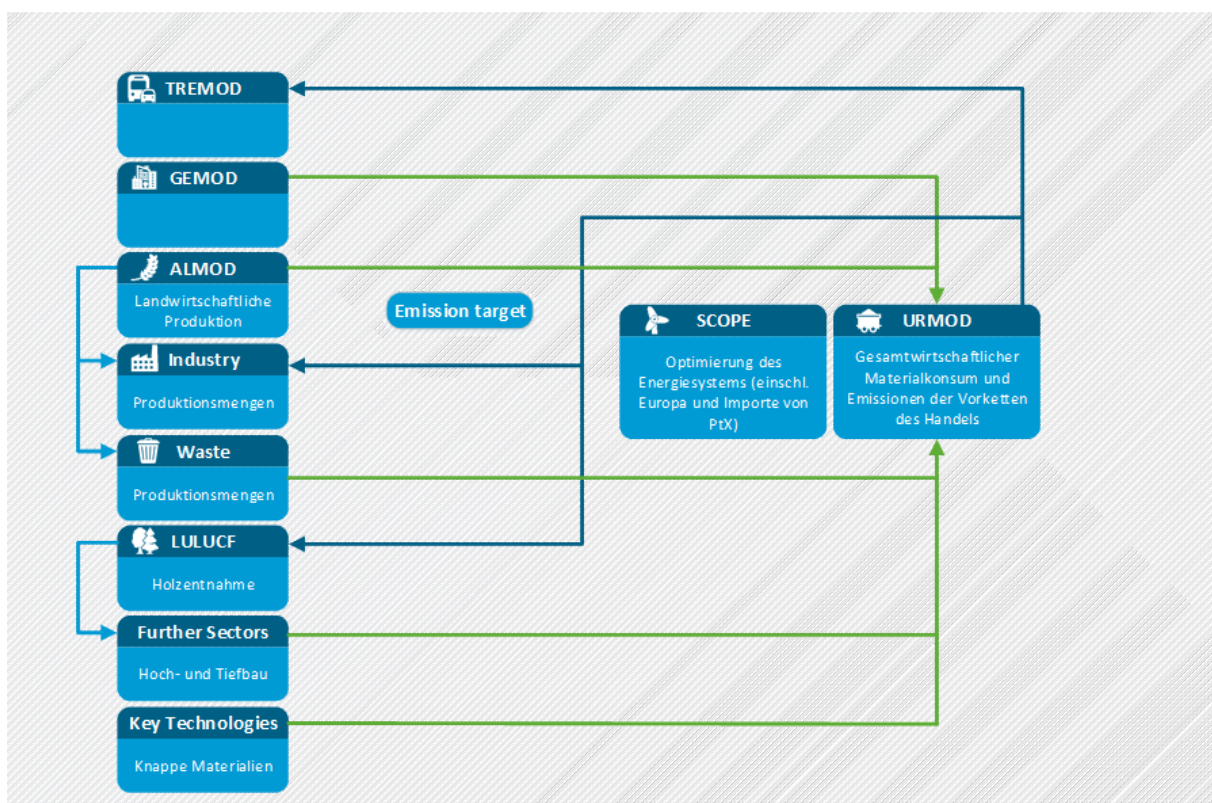 TREMOD
GEMOD
ALMOD
Landwirtschaftliche
Produktion
Industry
Produktionsmengen
Waste
Produktionsmengen
LULUCF
Holzentnahme
Further Sectors
Hoch- und Tiefbau
Key Technologies
Knappe Materialien
Emission target
SCOPE
Optimierung des
Energiesystems (einschl.
Europa und Importe von
PtX)
URMOD
Gesamtwirtschaftlicher
Materialkonsum und
Emissionen der Vorketten
des Handels